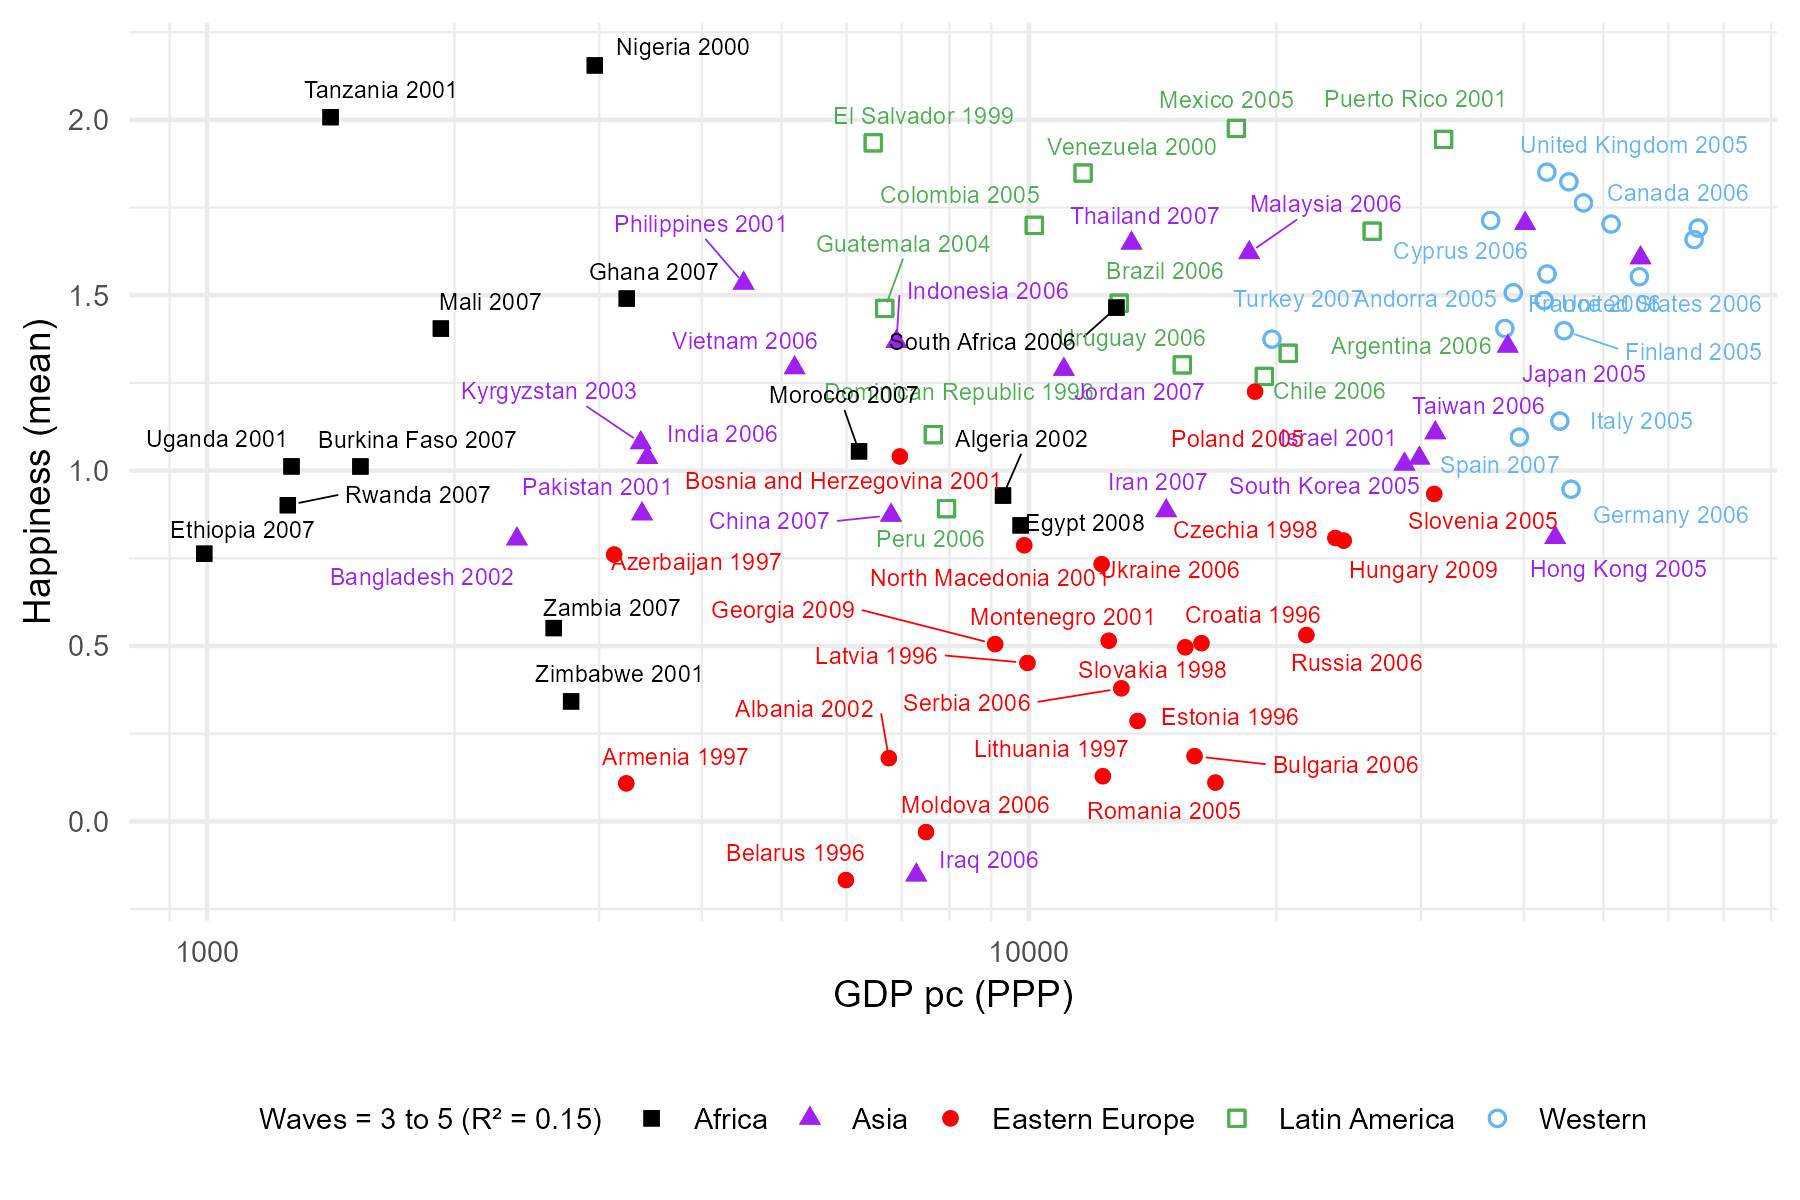 Nigeria 2000
Tanzania 2001
Mexico 2005
Puerto Rico 2001
El Salvador 1999
2.0
Venezuela 2000
United Kingdom 2005
Colombia 2005
Canada 2006
Philippines 2001
Thailand 2007
Malaysia 2006
Guatemala 2004
Cyprus 2006
Ghana 2007
Brazil 2006
Indonesia 2006
1.5
Mali 2007
Turkey 2007
Andorra 2005
France 2006
United States 2006
Vietnam 2006
South Africa 2006
Uruguay 2006
Argentina 2006
Finland 2005
Japan 2005
Kyrgyzstan 2003
Morocco 2007
Dominican Republic 1996
Jordan 2007
Chile 2006
Taiwan 2006
Italy 2005
Uganda 2001
Burkina Faso 2007
India 2006
Algeria 2002
Poland 2005
Israel 2001
1.0
Spain 2007
Rwanda 2007
Pakistan 2001
Bosnia and Herzegovina 2001
Iran 2007
South Korea 2005
Ethiopia 2007
China 2007
Egypt 2008
Czechia 1998
Slovenia 2005
Germany 2006
Peru 2006
Azerbaijan 1997
Bangladesh 2002
North Macedonia 2001
Ukraine 2006
Hungary 2009
Hong Kong 2005
Zambia 2007
Georgia 2009
Montenegro 2001
Croatia 1996
0.5
Latvia 1996
Slovakia 1998
Russia 2006
Zimbabwe 2001
Albania 2002
Serbia 2006
Estonia 1996
Armenia 1997
Lithuania 1997
Bulgaria 2006
Moldova 2006
Romania 2005
0.0
Belarus 1996
Iraq 2006
Happiness (mean)
1000
10000
GDP pc (PPP)
Waves = 3 to 5 (R² = 0.15)
Africa
Asia
Eastern Europe
Latin America
Western